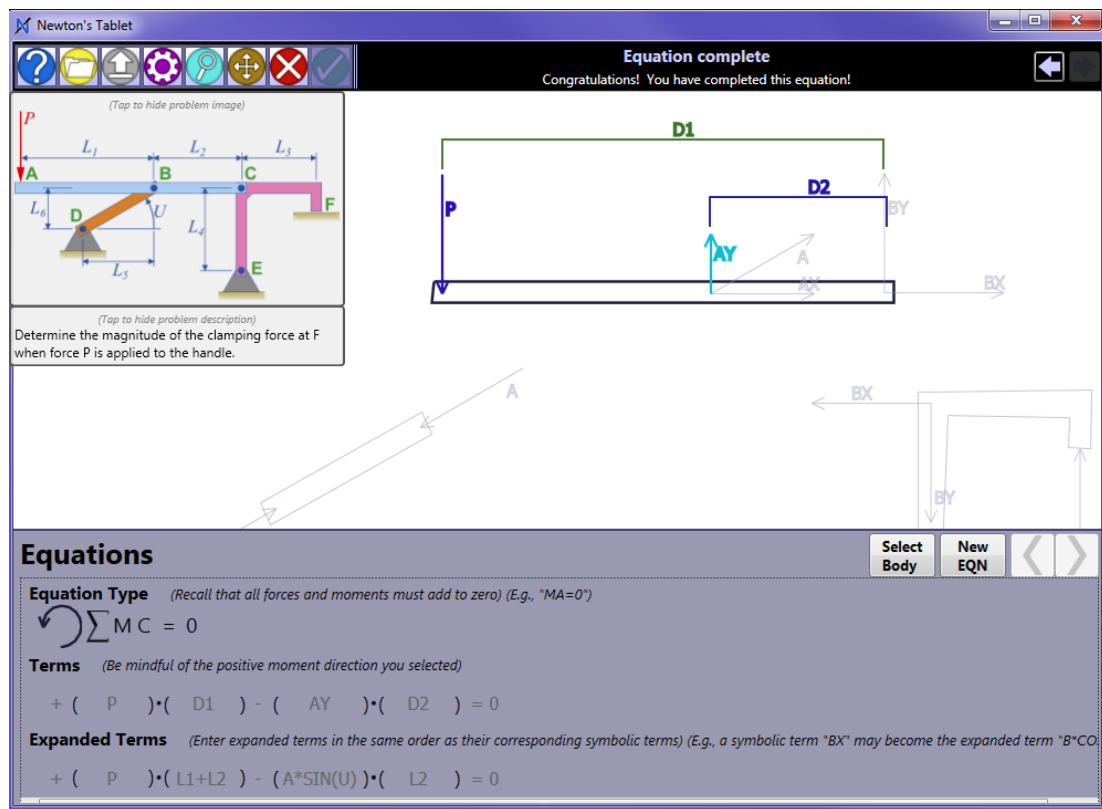 Newton's Tablet
Equation complete
Congratulations! You have completed this equation!
(Tap to hide problem image)
P
L1 L2 L3
A B C
L6 D U L4 F
L5 E
(Tap to hide problem description)
Determine the magnitude of the clamping force at F
when force P is applied to the handle.
D1
D2
P BY
AY A
AX BX
A BX
BY
Equations
Select Body
New EQN
Equation Type (Recall that all forces and moments must add to zero) (E.g., "MA=0")
∑ M C = 0
Terms (Be mindful of the positive moment direction you selected)
+ ( P )•( D1 ) - ( AY )•( D2 ) = 0
Expanded Terms (Enter expanded terms in the same order as their corresponding symbolic terms) (E.g., a symbolic term "BX" may become the expanded term "B*CO
+ ( P )•( L1+L2 ) - ( A*SIN(U) )•( L2 ) = 0